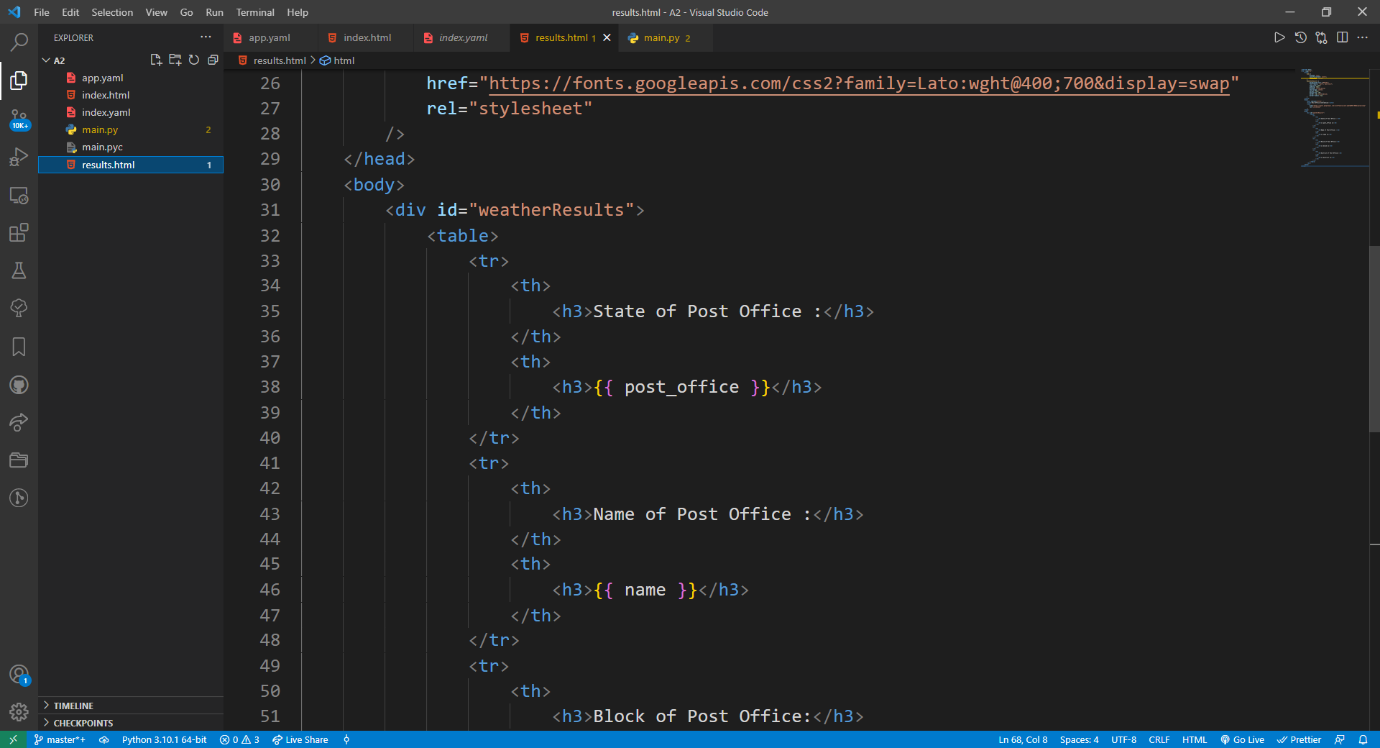 File Edit Selection View Go Run Terminal Help results.html - A2 - Visual Studio Code
EXPLORER
A2
app.yaml
index.html
index.yaml
main.py 2
main.pyc
results.html 1
10K+
1
TIMELINE
CHECKPOINTS
app.yaml index.html index.yaml results.html 1 main.py 2
results.html > html
26 href="https://fonts.googleapis.com/css2?family=Lato:wght@400;700&display=swap"
27 rel="stylesheet"
28 />
29 </head>
30 <body>
31 <div id="weatherResults">
32 <table>
33 <tr>
34 <th>
35 <h3>State of Post Office :</h3>
36 </th>
37 <th>
38 <h3>{{ post_office }}</h3>
39 </th>
40 </tr>
41 <tr>
42 <th>
43 <h3>Name of Post Office :</h3>
44 </th>
45 <th>
46 <h3>{{ name }}</h3>
47 </th>
48 </tr>
49 <tr>
50 <th>
51 <h3>Block of Post Office:</h3>
master*+ Python 3.10.1 64-bit 0 3 Live Share Ln 68, Col 8 Spaces: 4 UTF-8 CRLF HTML Go Live Prettier